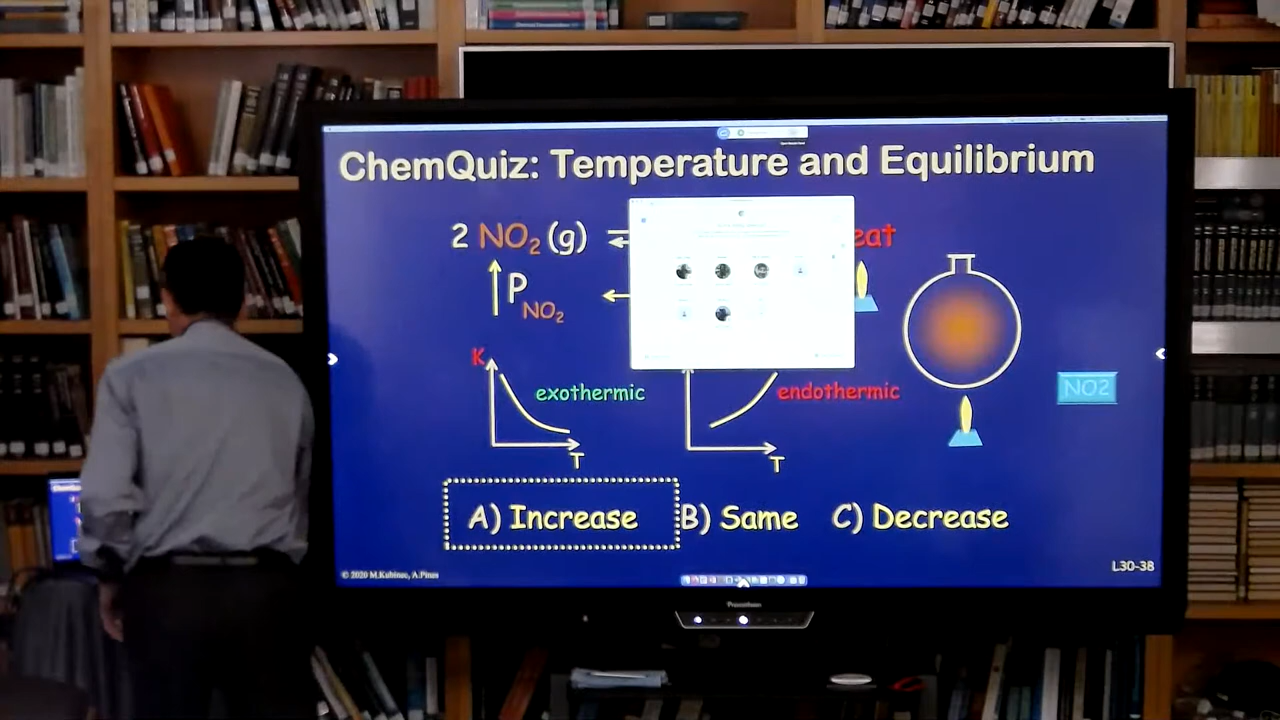 ChemQuiz: Temperature and Equilibrium
2 NO₂ (g) ⇌ eat
↑ P NO₂ ←
K
exothermic
endothermic
NO2
T
T
A) Increase B) Same C) Decrease
© 2020 M.Kubinec, A.Pines
L30-38
Promethean